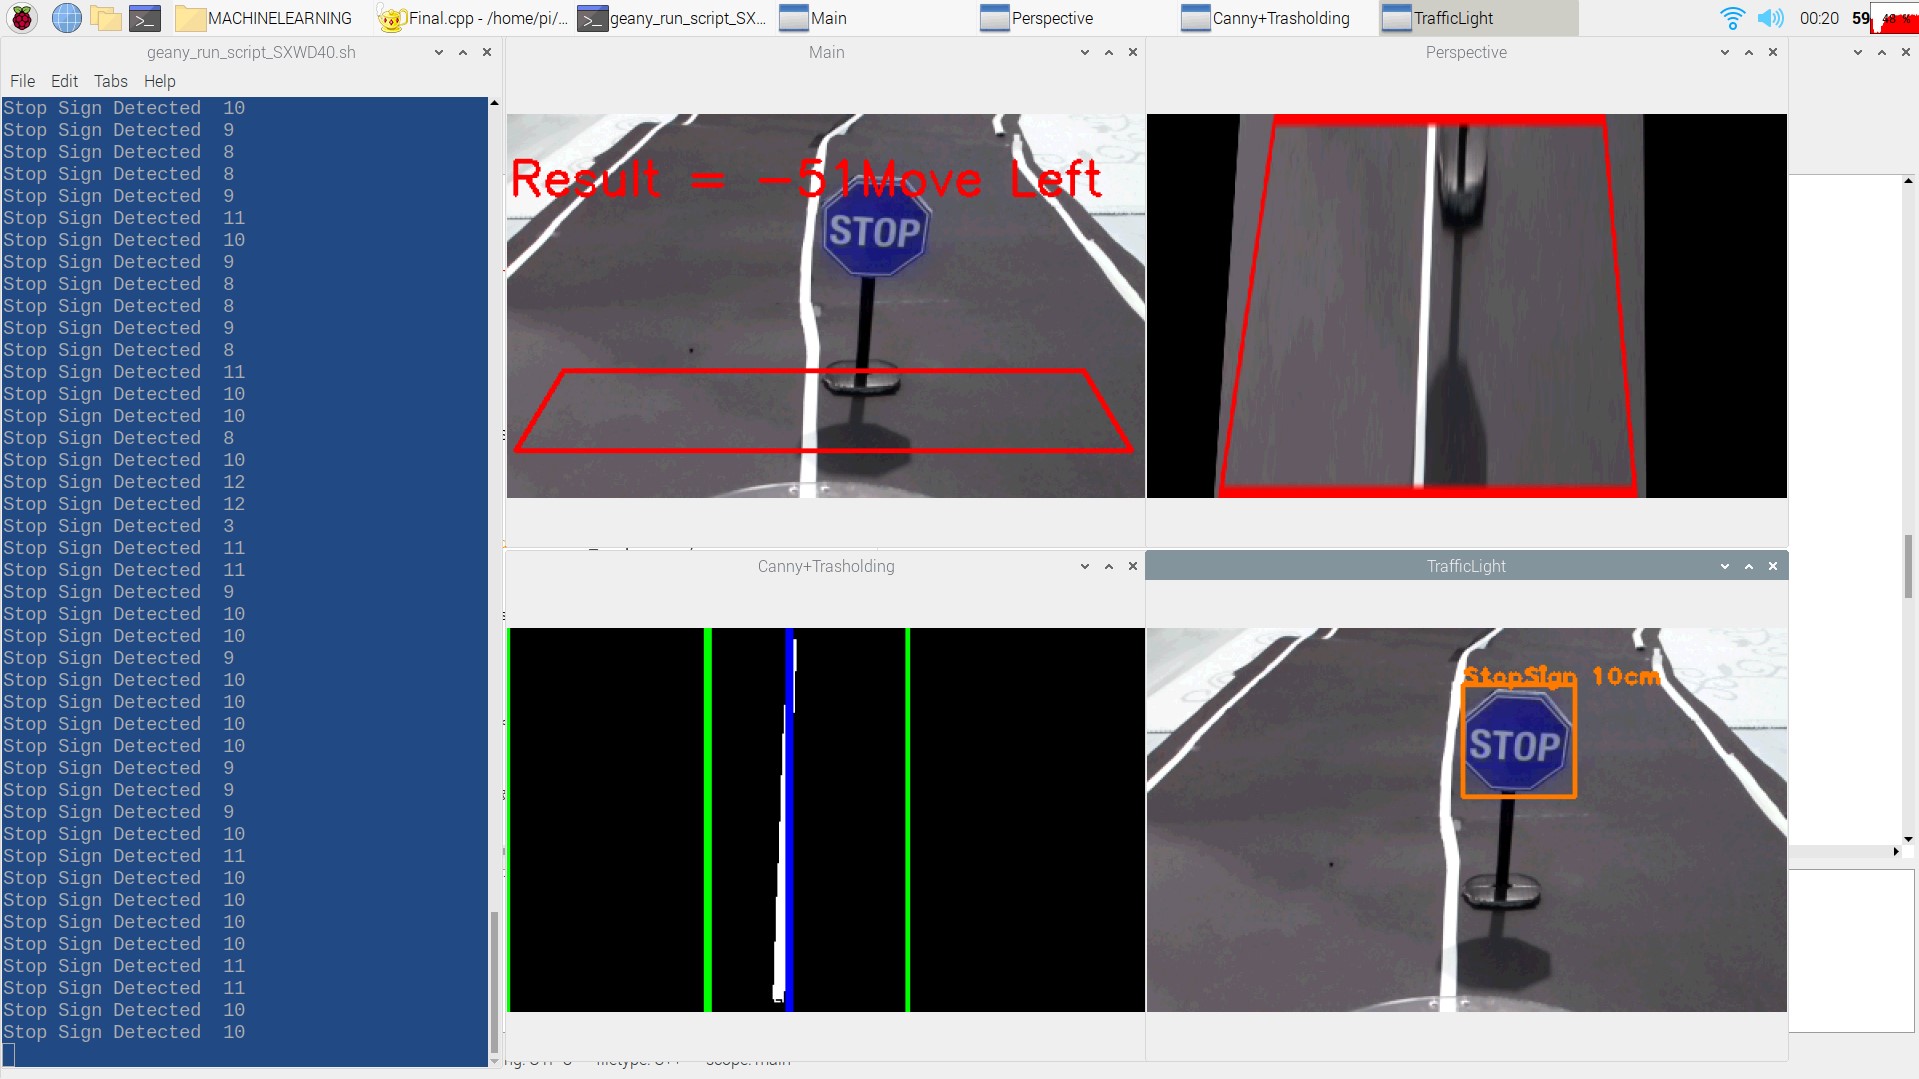 MACHINELEARNING
Final.cpp - /home/pi/...
geany_run_script_SX...
Main
Perspective
Canny+Trasholding
TrafficLight
00:20
59
48 %
geany_run_script_SXWD40.sh
File Edit Tabs Help
Stop Sign Detected 10
Stop Sign Detected 9
Stop Sign Detected 8
Stop Sign Detected 8
Stop Sign Detected 9
Stop Sign Detected 11
Stop Sign Detected 10
Stop Sign Detected 9
Stop Sign Detected 8
Stop Sign Detected 8
Stop Sign Detected 9
Stop Sign Detected 8
Stop Sign Detected 11
Stop Sign Detected 10
Stop Sign Detected 10
Stop Sign Detected 8
Stop Sign Detected 10
Stop Sign Detected 12
Stop Sign Detected 12
Stop Sign Detected 3
Stop Sign Detected 11
Stop Sign Detected 11
Stop Sign Detected 9
Stop Sign Detected 10
Stop Sign Detected 10
Stop Sign Detected 9
Stop Sign Detected 10
Stop Sign Detected 10
Stop Sign Detected 10
Stop Sign Detected 10
Stop Sign Detected 9
Stop Sign Detected 9
Stop Sign Detected 9
Stop Sign Detected 10
Stop Sign Detected 11
Stop Sign Detected 10
Stop Sign Detected 10
Stop Sign Detected 10
Stop Sign Detected 10
Stop Sign Detected 11
Stop Sign Detected 11
Stop Sign Detected 10
Stop Sign Detected 10
Main
Result = -51Move Left
STOP
Perspective
Canny+Trasholding
TrafficLight
StopSign 10cm
STOP